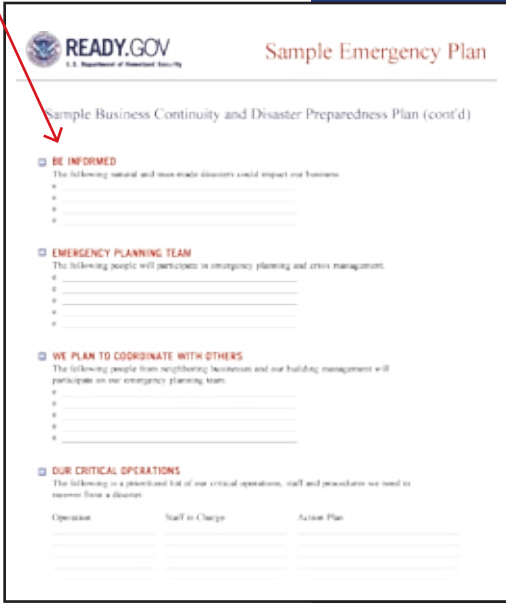 READY.GOV
U.S. Department of Homeland Security
Sample Emergency Plan
Sample Business Continuity and Disaster Preparedness Plan (cont'd)
BE INFORMED
The following natural and man-made disasters could impact our business
EMERGENCY PLANNING TEAM
The following people will participate in emergency planning and crisis management.
WE PLAN TO COORDINATE WITH OTHERS
The following people from neighboring businesses and our building management will
participate on our emergency planning team.
OUR CRITICAL OPERATIONS
The following is a prioritized list of our critical operations, staff and procedures we need to
recover from a disaster
Operation Staff in Charge Action Plan